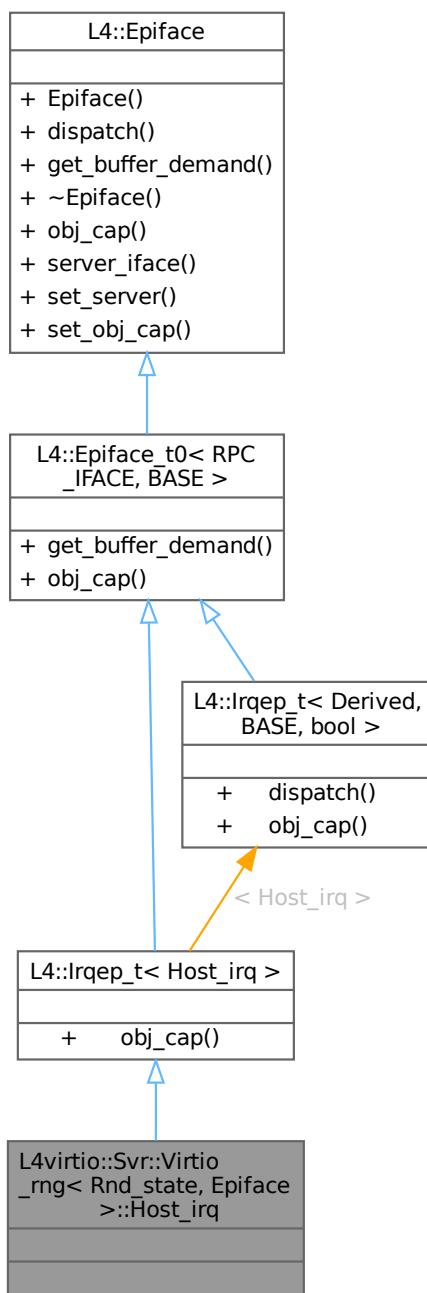 L4::Epiface
+ Epiface()
+ dispatch()
+ get_buffer_demand()
+ ~Epiface()
+ obj_cap()
+ server_iface()
+ set_server()
+ set_obj_cap()
L4::Epiface_t0< RPC
_IFACE, BASE >
+ get_buffer_demand()
+ obj_cap()
L4::Irqep_t< Derived,
BASE, bool >
+ dispatch()
+ obj_cap()
< Host_irq >
L4::Irqep_t< Host_irq >
+ obj_cap()
L4virtio::Svr::Virtio
_rng< Rnd_state, Epiface
>::Host_irq